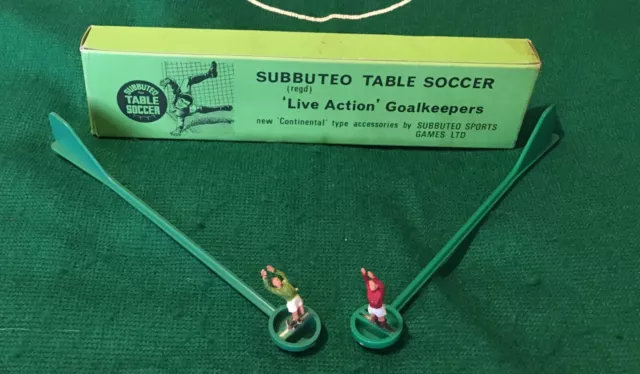 SUBBUTEO
TABLE
SOCCER
SUBBUTEO TABLE SOCCER
(regd)
'Live Action' Goalkeepers
new 'Continental' type accessories by SUBBUTEO SPORTS
GAMES LTD